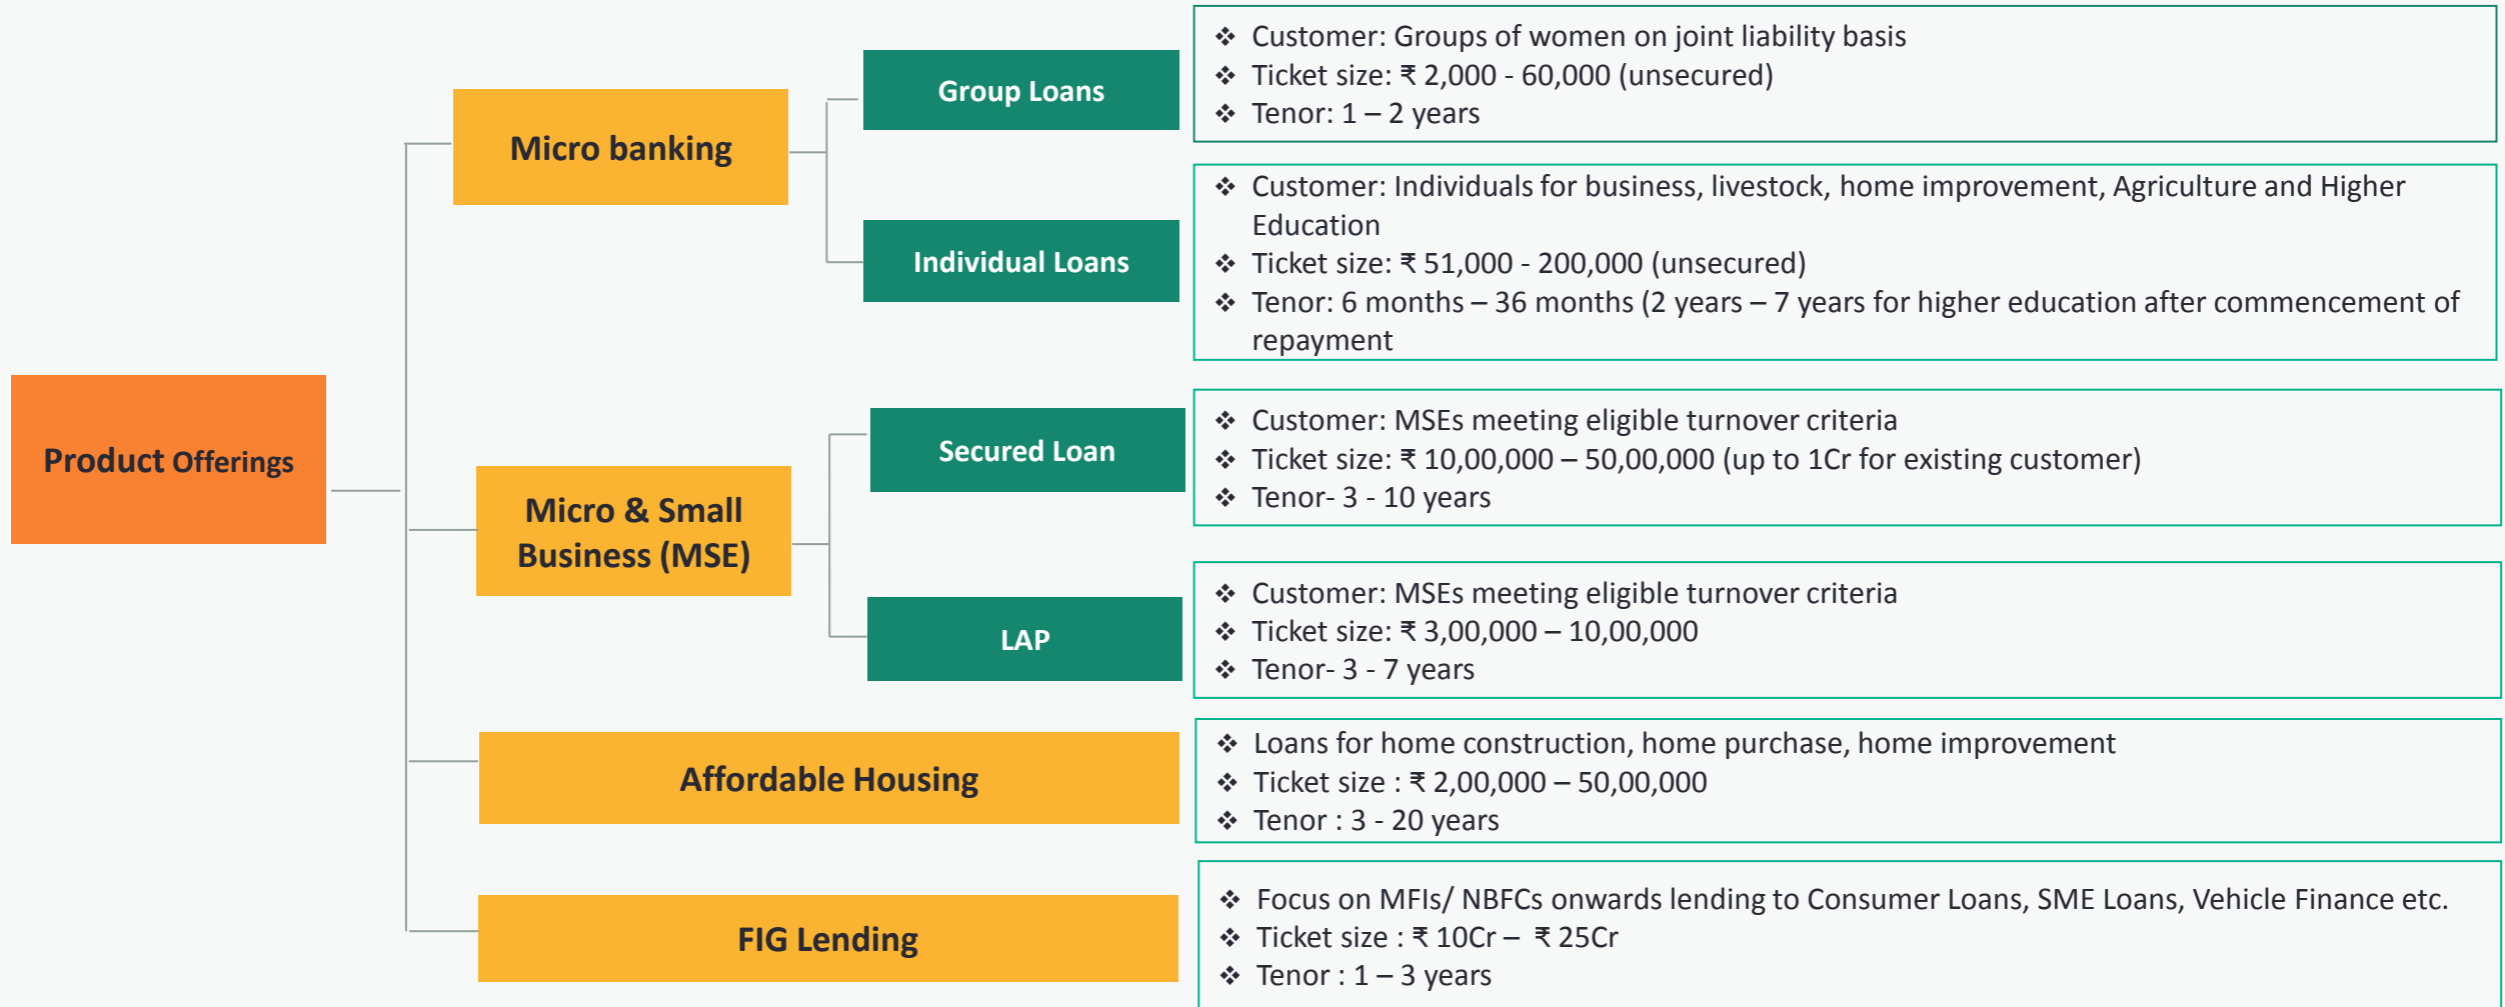 Product Offerings
Micro banking
Group Loans
❖ Customer: Groups of women on joint liability basis
❖ Ticket size: ₹ 2,000 - 60,000 (unsecured)
❖ Tenor: 1 – 2 years
Individual Loans
❖ Customer: Individuals for business, livestock, home improvement, Agriculture and Higher
Education
❖ Ticket size: ₹ 51,000 - 200,000 (unsecured)
❖ Tenor: 6 months – 36 months (2 years – 7 years for higher education after commencement of
repayment
Micro & Small
Business (MSE)
Secured Loan
❖ Customer: MSEs meeting eligible turnover criteria
❖ Ticket size: ₹ 10,00,000 – 50,00,000 (up to 1Cr for existing customer)
❖ Tenor- 3 - 10 years
LAP
❖ Customer: MSEs meeting eligible turnover criteria
❖ Ticket size: ₹ 3,00,000 – 10,00,000
❖ Tenor- 3 - 7 years
Affordable Housing
❖ Loans for home construction, home purchase, home improvement
❖ Ticket size : ₹ 2,00,000 – 50,00,000
❖ Tenor : 3 - 20 years
FIG Lending
❖ Focus on MFIs/ NBFCs onwards lending to Consumer Loans, SME Loans, Vehicle Finance etc.
❖ Ticket size : ₹ 10Cr – ₹ 25Cr
❖ Tenor : 1 – 3 years